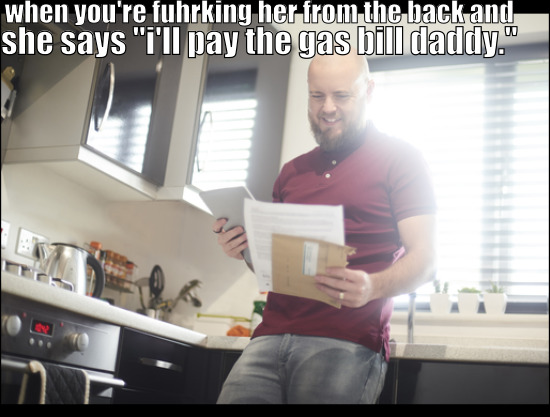 when you're fuhrking her from the back and
she says "i'll pay the gas bill daddy."